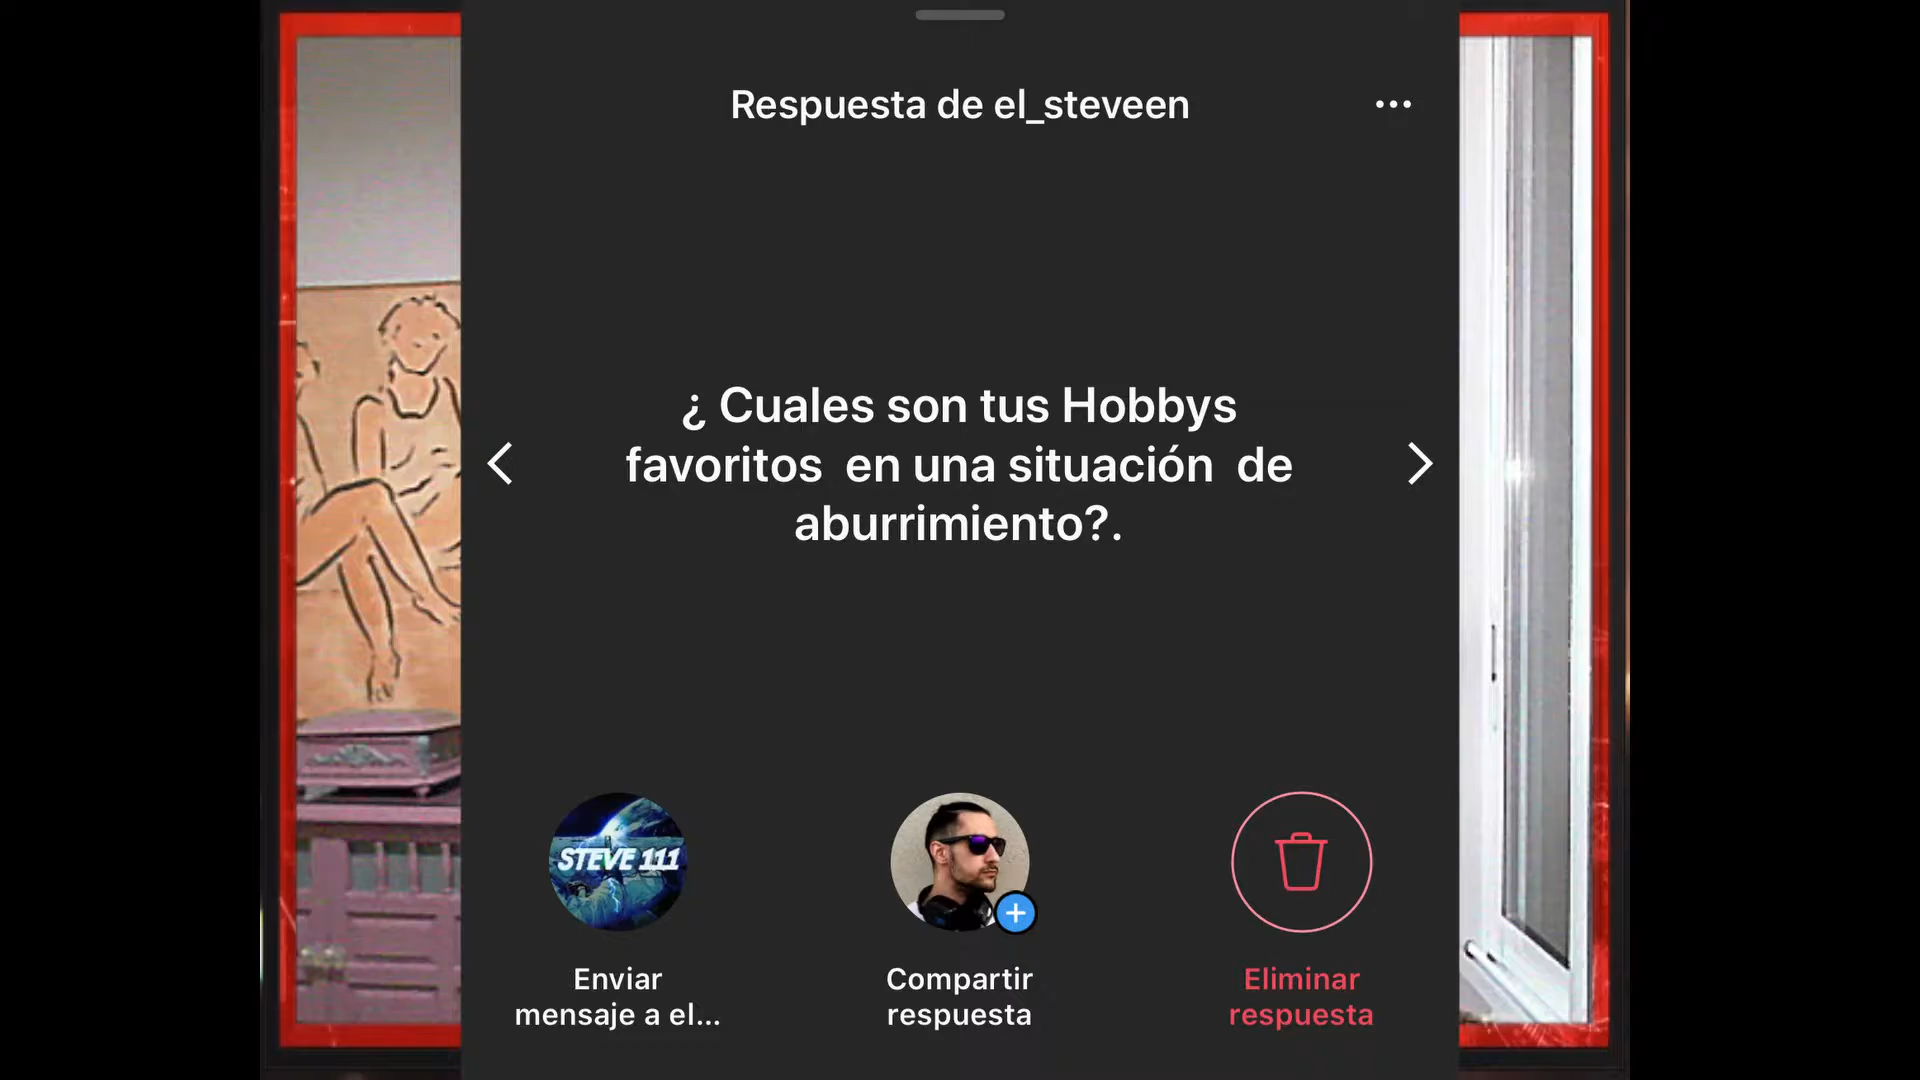 Respuesta de el_steveen
¿ Cuales son tus Hobbys
favoritos  en una situación  de
aburrimiento?.
STEVE 111
Enviar
mensaje a el...
Compartir
respuesta
Eliminar
respuesta